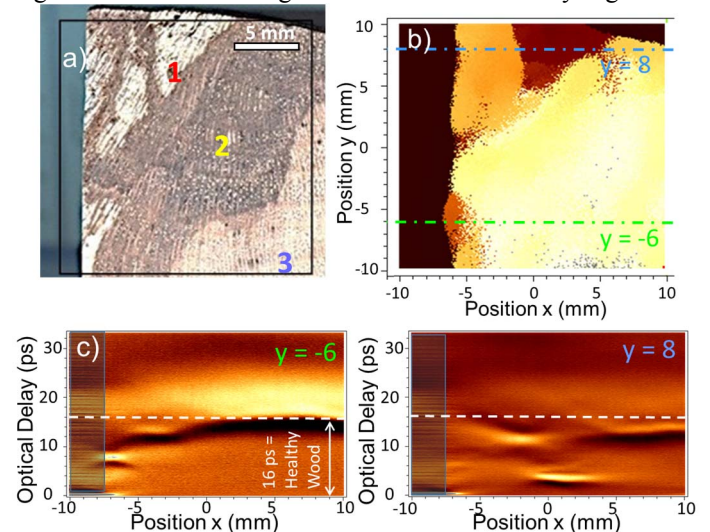 a)
5 mm
1
2
3
b)
y = 8
y = -6
Position y (mm)
10
5
0
-5
-10
-10
-5
0
5
10
Position x (mm)
c)
y = -6
Optical Delay (ps)
30
20
10
0
16 ps =
Healthy
Wood
-10
-5
0
5
10
Position x (mm)
y = 8
Optical Delay (ps)
30
20
10
0
-10
-5
0
5
10
Position x (mm)